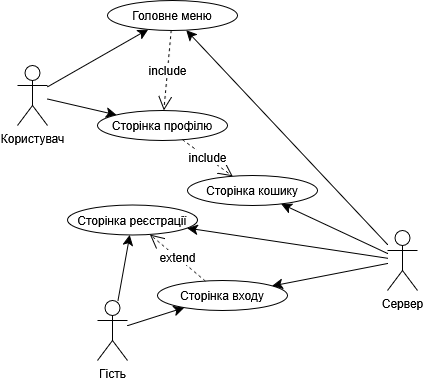 Головне меню
include
Користувач
Сторінка профілю
include
Сторінка кошику
Сторінка реєстрації
extend
Сторінка входу
Сервер
Гість